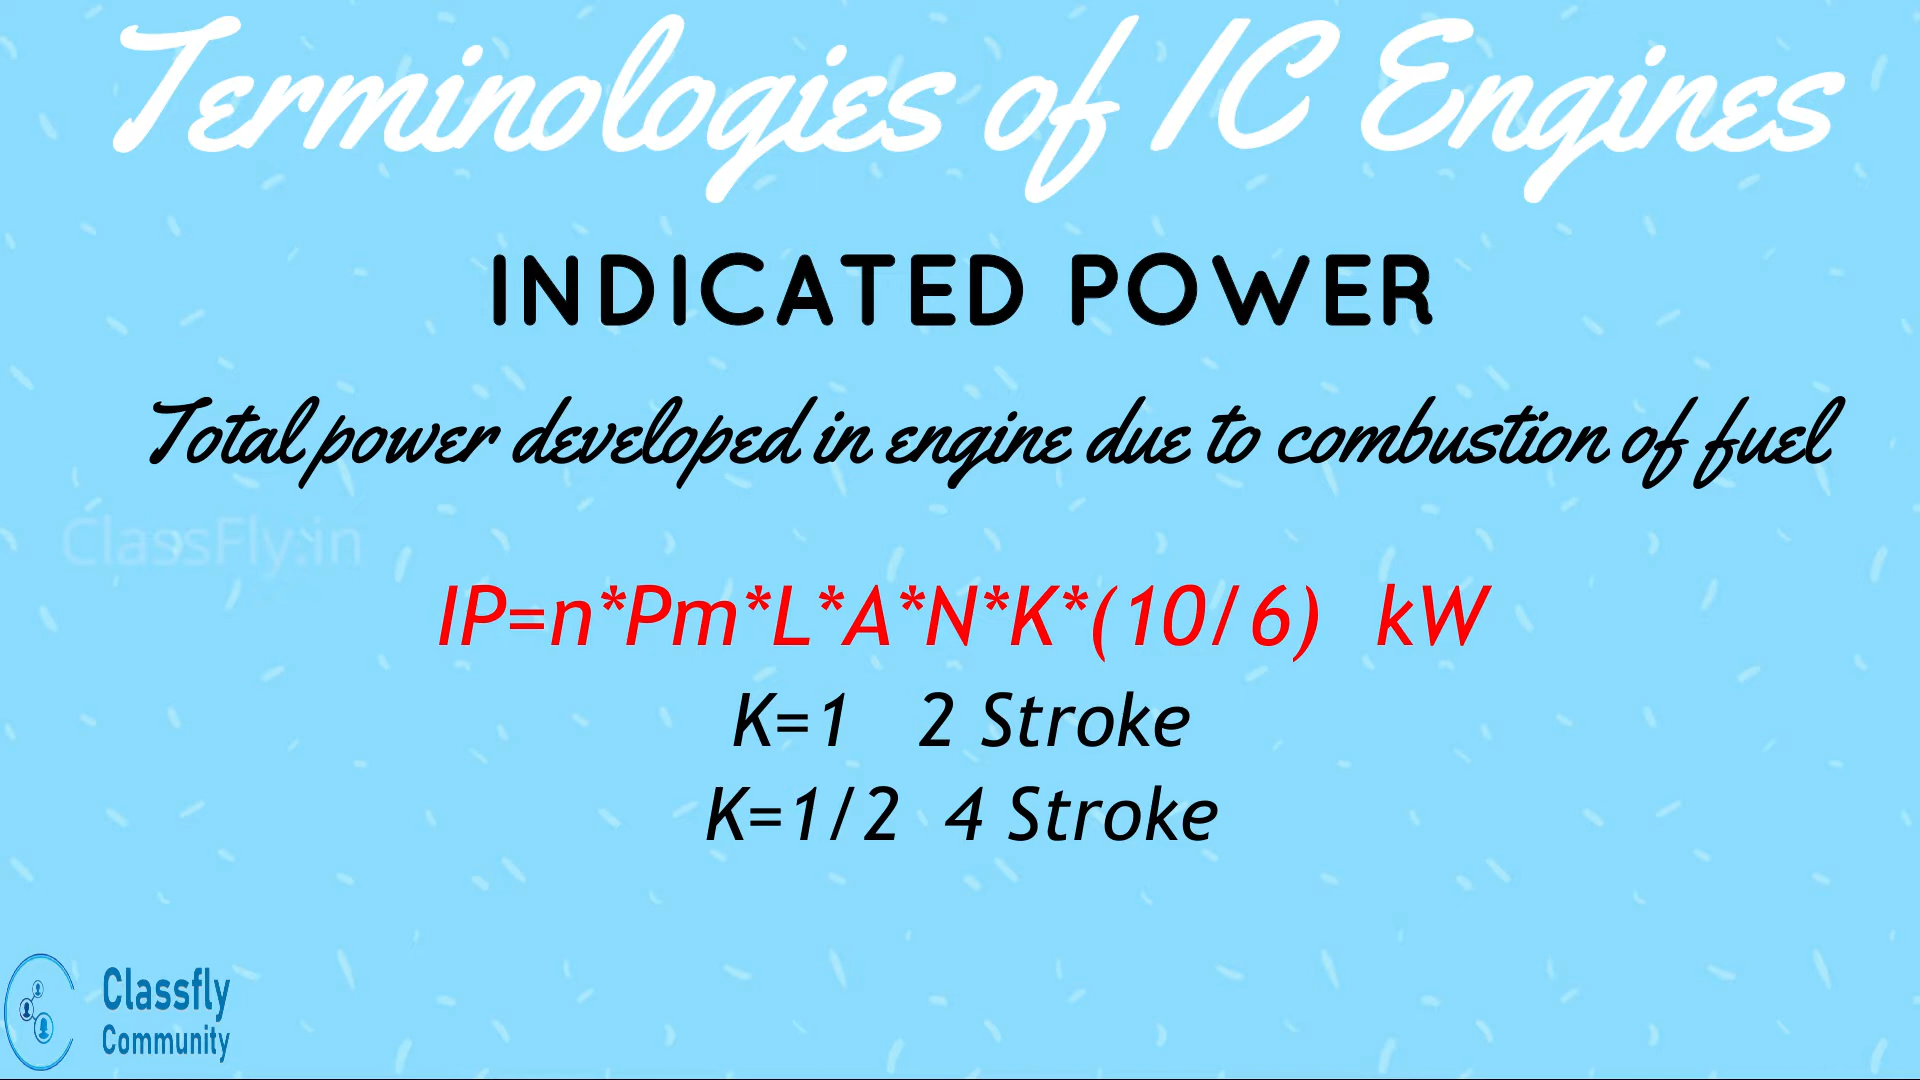 Terminologies of IC Engines
INDICATED POWER
Total power developed in engine due to combustion of fuel
ClassFly.in
IP=n*Pm*L*A*N*K*(10/6) kW
K=1 2 Stroke
K=1/2 4 Stroke
Classfly
Community